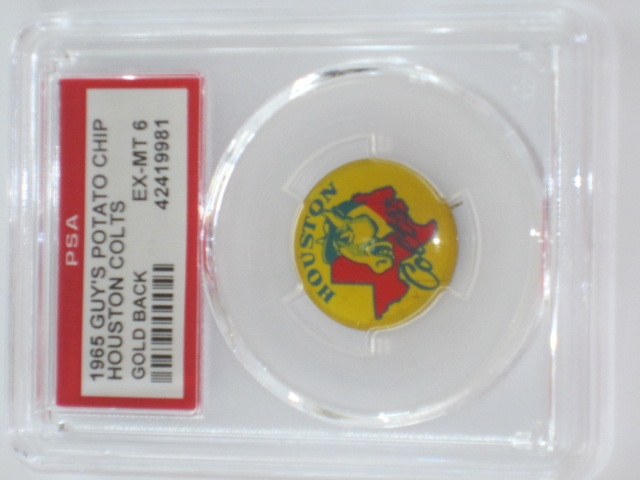 PSA
1965 GUY'S POTATO CHIP
HOUSTON COLTS EX-MT 6
GOLD BACK 42419981
HOUSTON
Colts